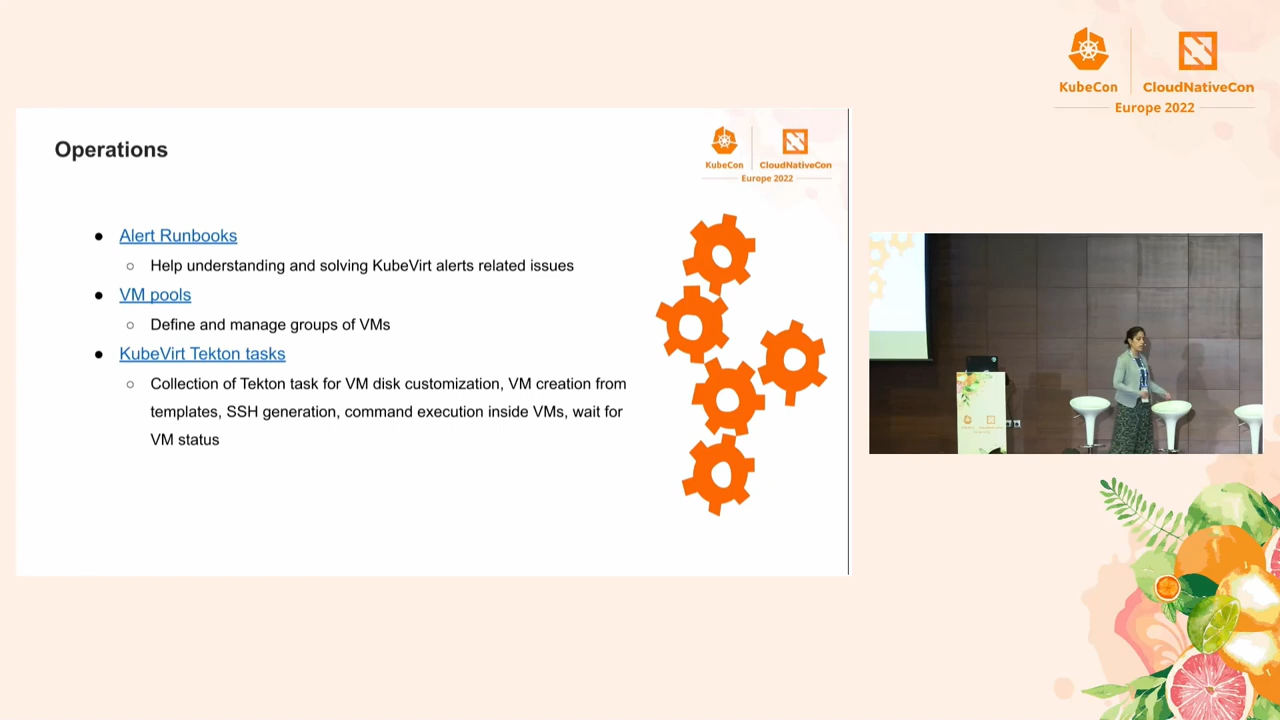 KubeCon
CloudNativeCon
Europe 2022
Operations
KubeCon
CloudNativeCon
Europe 2022
Alert Runbooks
Help understanding and solving KubeVirt alerts related issues
VM pools
Define and manage groups of VMs
KubeVirt Tekton tasks
Collection of Tekton task for VM disk customization, VM creation from
templates, SSH generation, command execution inside VMs, wait for
VM status